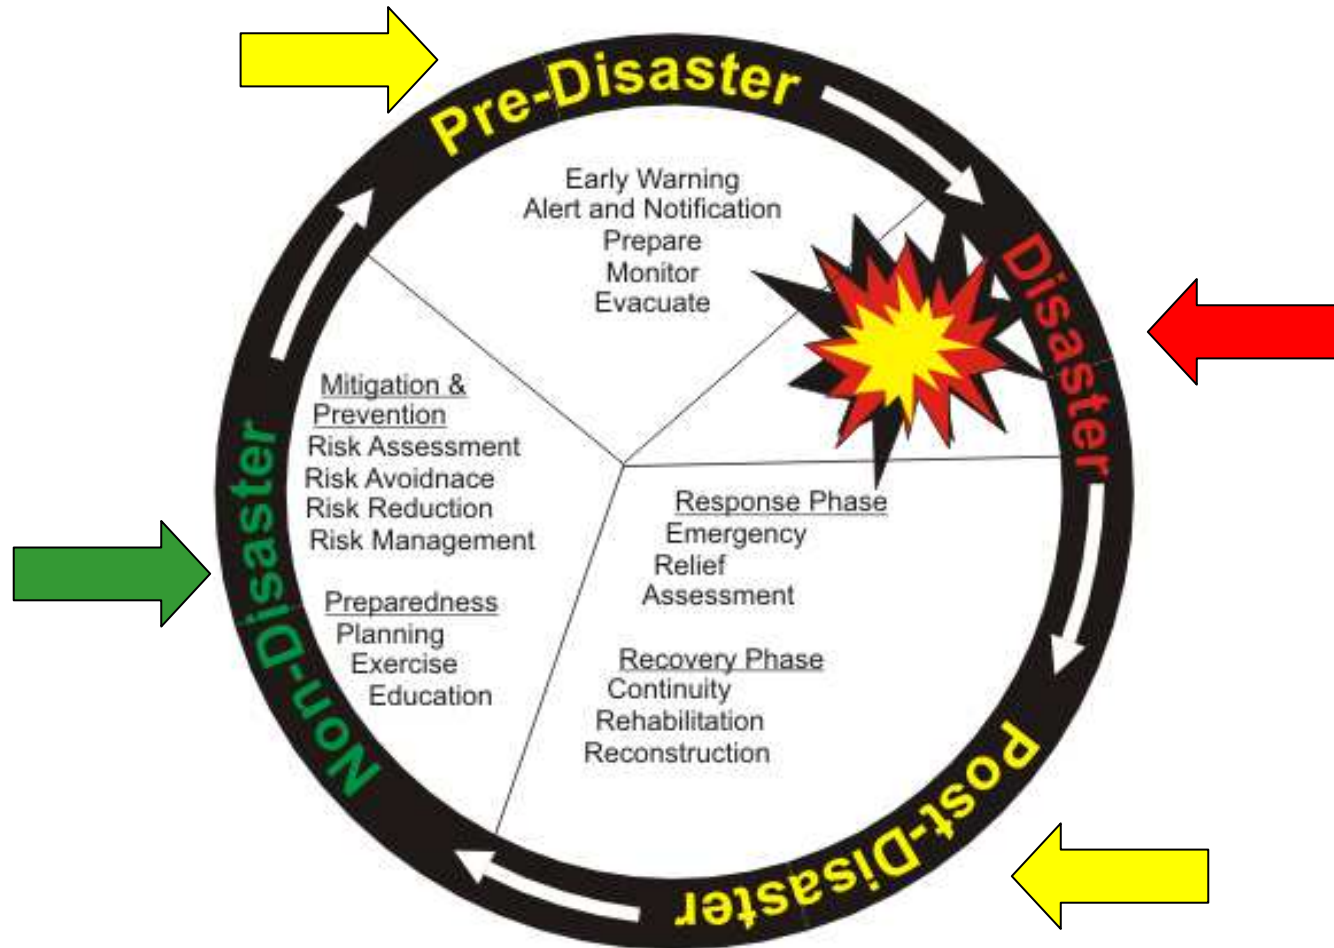 Pre-Disaster
Early Warning
Alert and Notification
Prepare
Monitor
Evacuate
Disaster
Mitigation &
Prevention
Risk Assessment
Risk Avoidnace
Risk Reduction
Risk Management
Preparedness
Planning
Exercise
Education
Non-Disaster
Response Phase
Emergency
Relief
Assessment
Recovery Phase
Continuity
Rehabilitation
Reconstruction
Post-Disaster